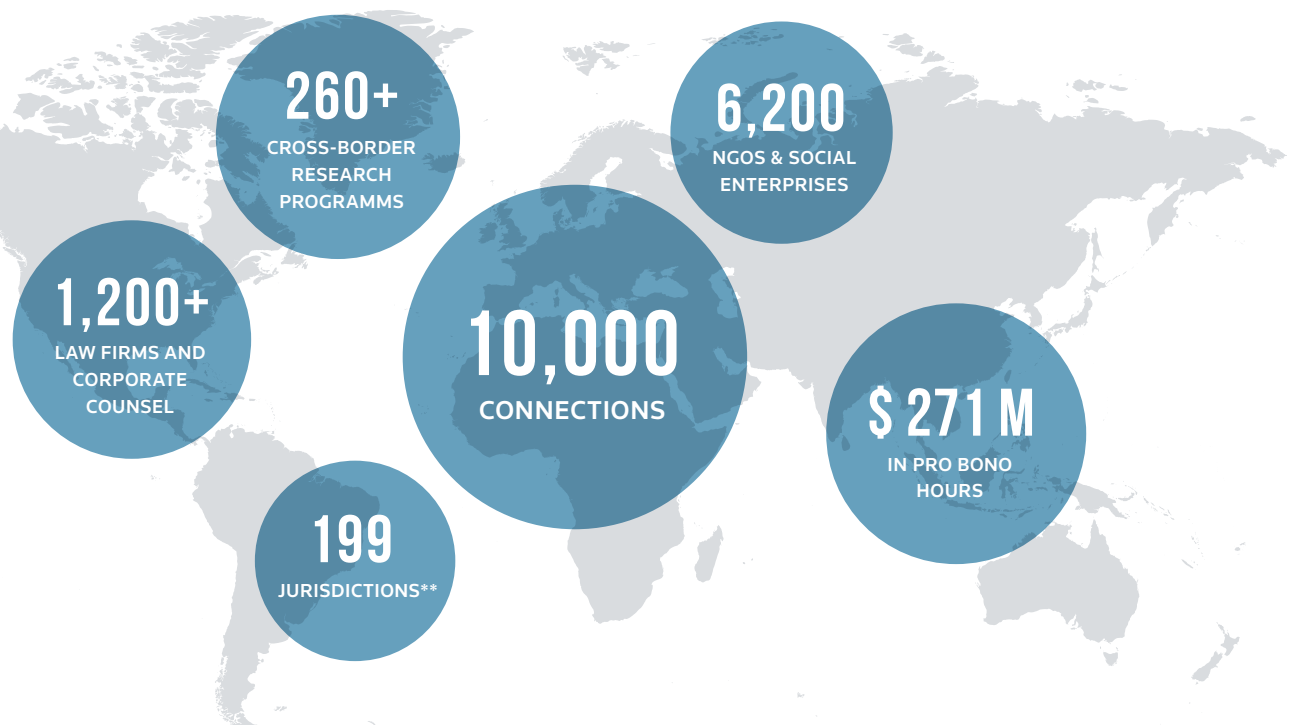 260+
CROSS-BORDER
RESEARCH
PROGRAMMS
6,200
NGOS & SOCIAL
ENTERPRISES
1,200+
LAW FIRMS AND
CORPORATE
COUNSEL
10,000
CONNECTIONS
$ 271 M
IN PRO BONO
HOURS
199
JURISDICTIONS**